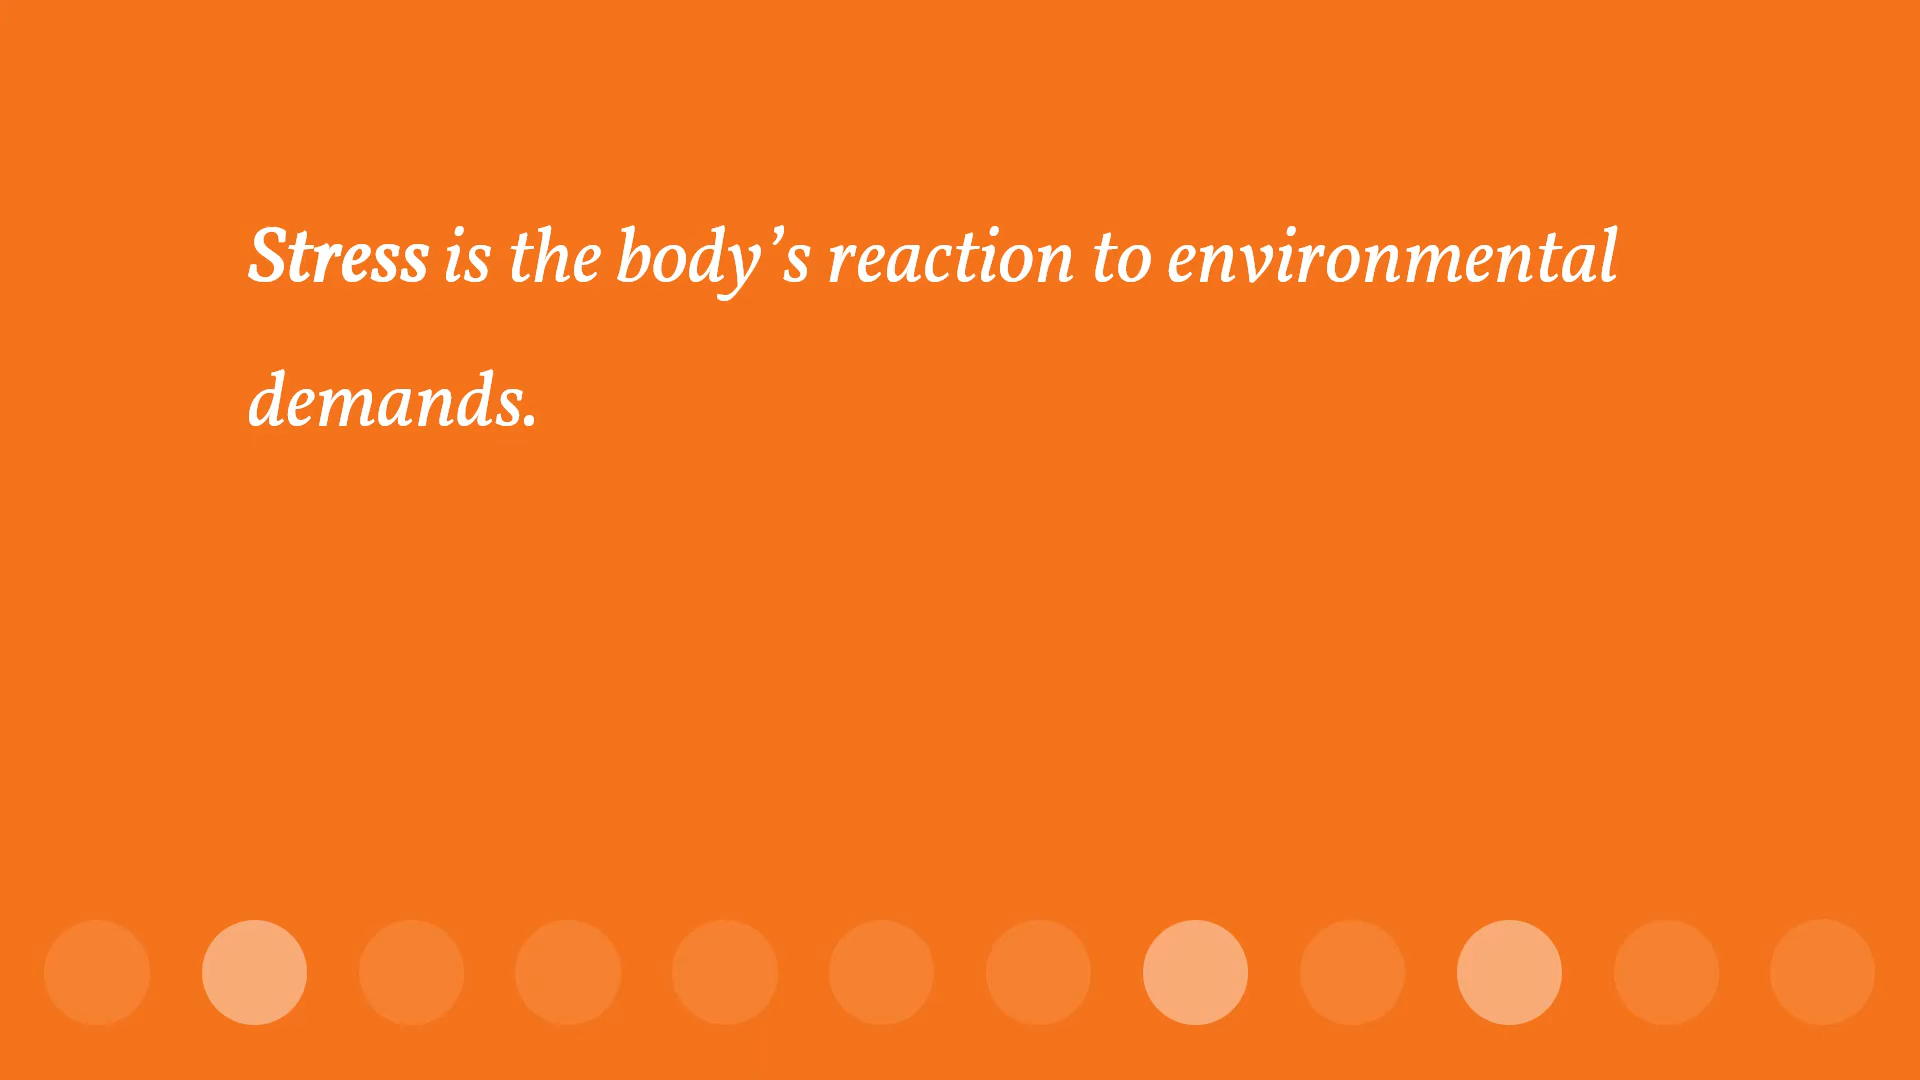 Stress is the body’s reaction to environmental
demands.